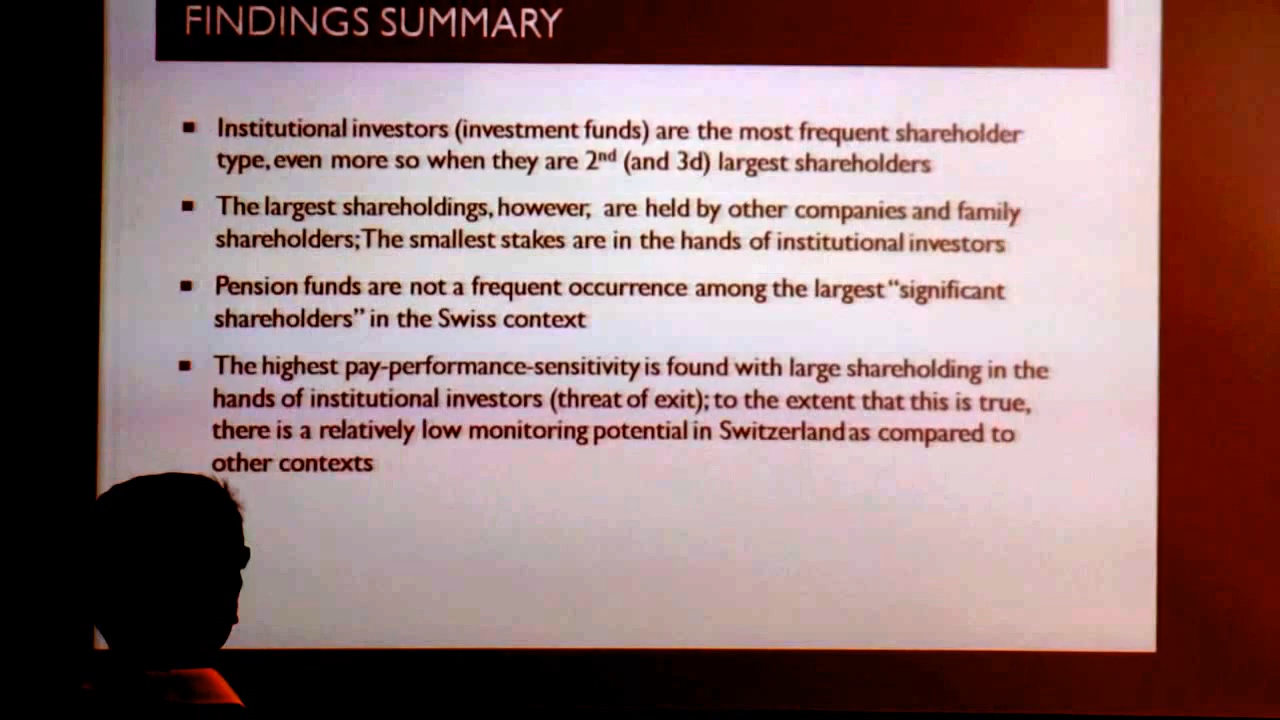 FINDINGS SUMMARY
Institutional investors (investment funds) are the most frequent shareholder
type, even more so when they are 2nd (and 3d) largest shareholders
The largest shareholdings, however, are held by other companies and family
shareholders; The smallest stakes are in the hands of institutional investors
Pension funds are not a frequent occurrence among the largest "significant
shareholders" in the Swiss context
The highest pay-performance-sensitivity is found with large shareholding in the
hands of institutional investors (threat of exit); to the extent that this is true,
there is a relatively low monitoring potential in Switzerland as compared to
other contexts